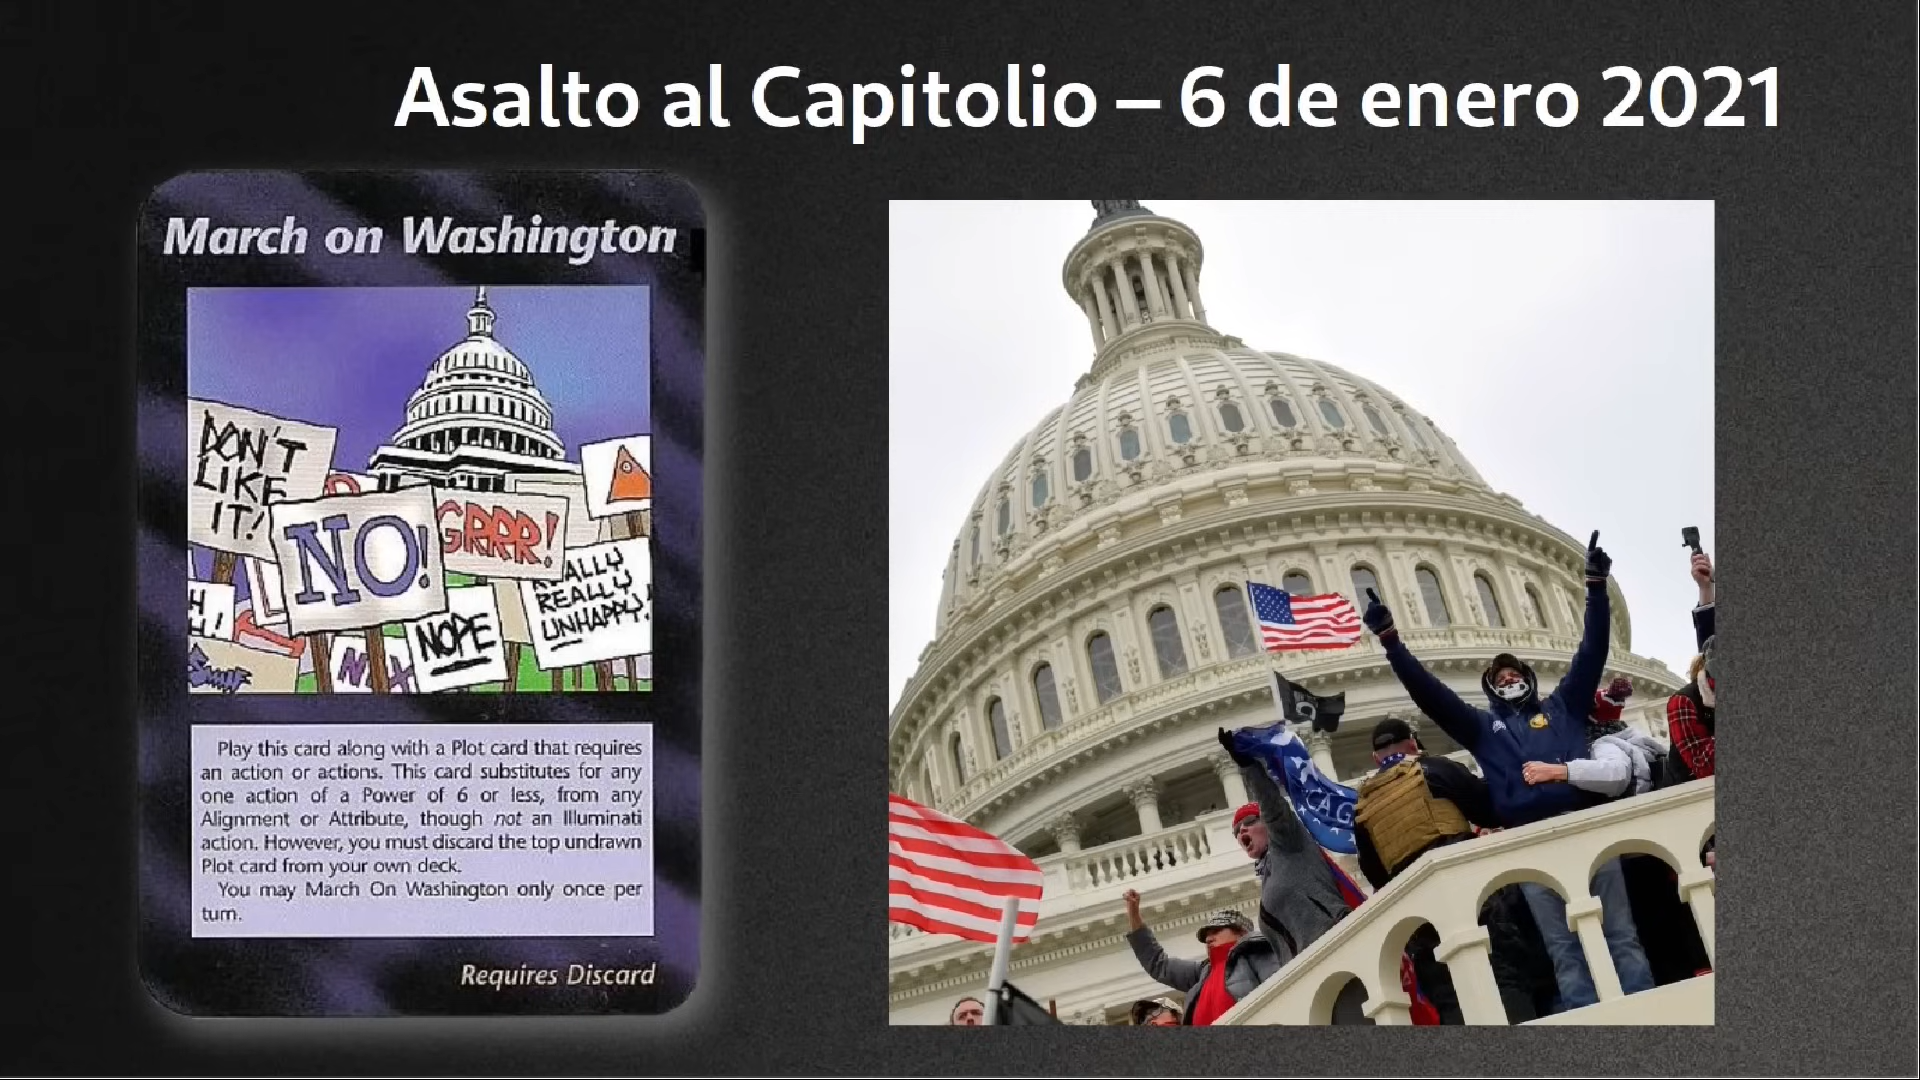 Asalto al Capitolio – 6 de enero 2021
March on Washington
DON'T
LIKE
IT!
NO!
GRRR!
REALLY
REALLY
UNHAPPY!
NOPE
Play this card along with a Plot card that requires
an action or actions. This card substitutes for any
one action of a Power of 6 or less, from any
Alignment or Attribute, though not an Illuminati
action. However, you must discard the top undrawn
Plot card from your own deck.
You may March On Washington only once per
turn.
Requires Discard